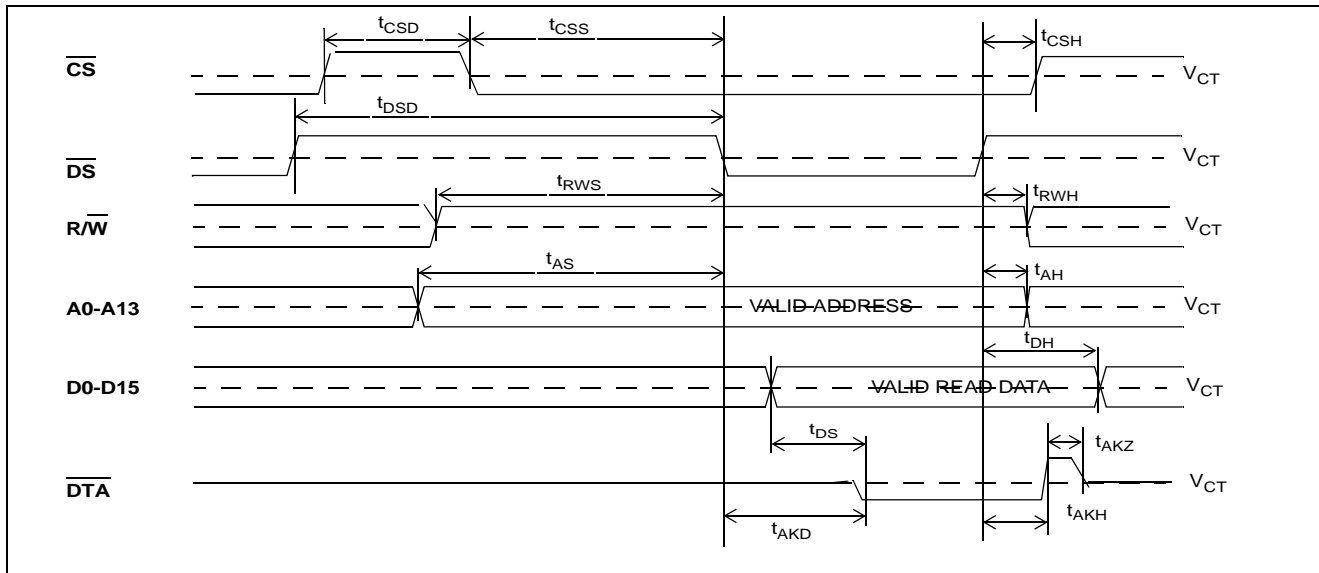 tCSD
tCSS
tCSH
CS
VCT
tDSD
DS
VCT
tRWS
tRWH
R/W
VCT
tAS
tAH
A0-A13
VALID ADDRESS
VCT
tDH
D0-D15
VALID READ DATA
VCT
tDS
tAKZ
DTA
VCT
tAKD
tAKH